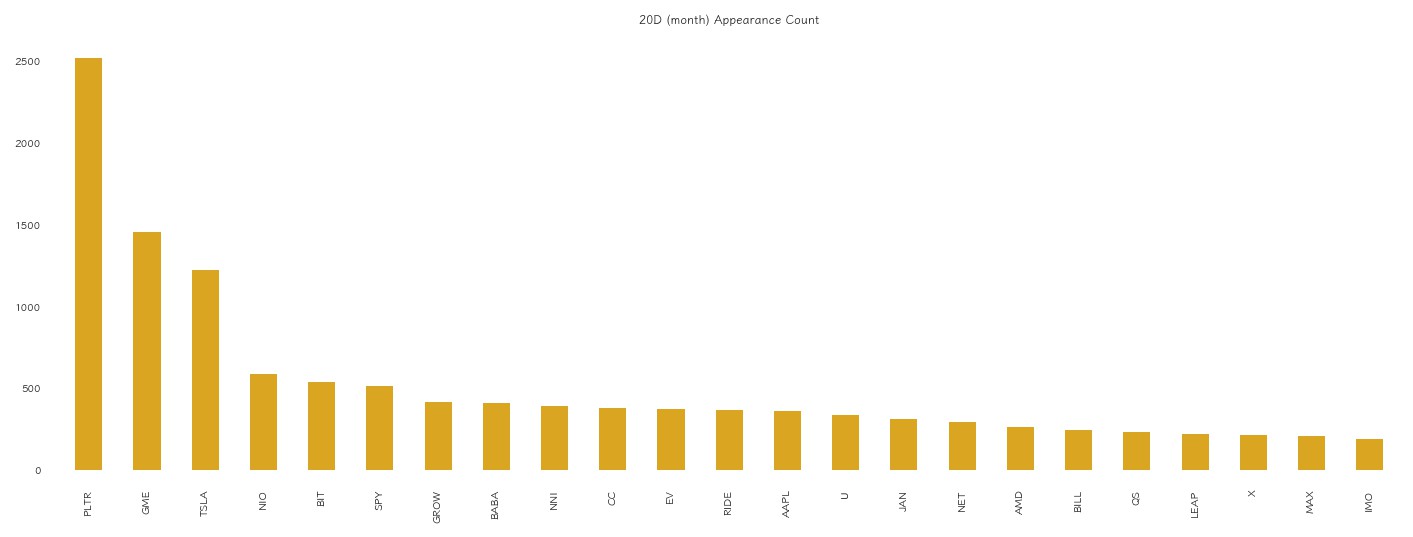 20D (month) Appearance Count
2500
2000
1500
1000
500
0
PLTR
GME
TSLA
NIO
BIT
SPY
GROW
BABA
NNI
CC
EV
RIDE
AAPL
U
JAN
NET
AMD
BILL
QS
LEAP
X
MAX
IMO